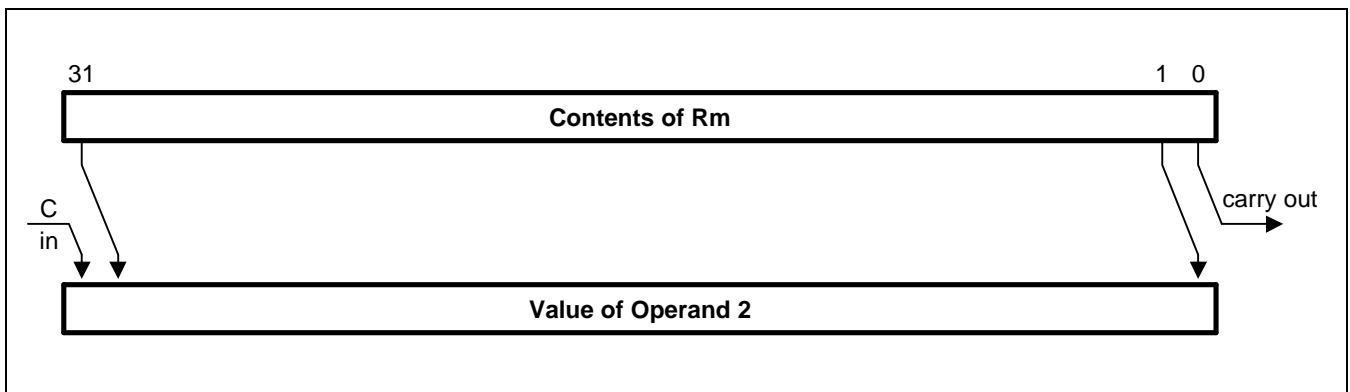 31 1 0
Contents of Rm
C
in
carry out
Value of Operand 2